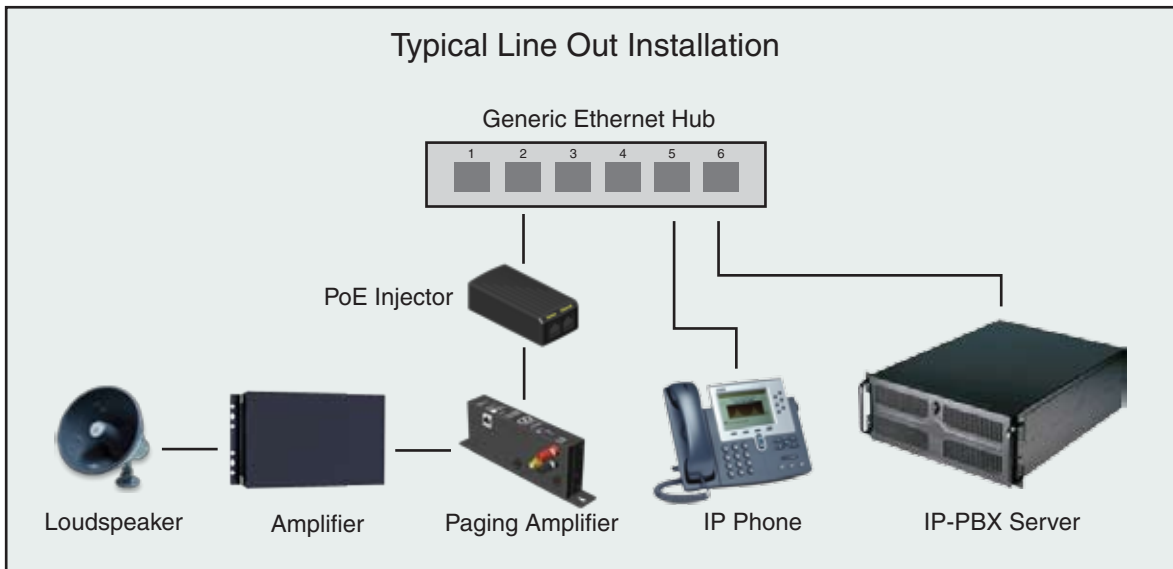 Typical Line Out Installation
Generic Ethernet Hub
1 2 3 4 5 6
PoE Injector
Loudspeaker Amplifier Paging Amplifier IP Phone IP-PBX Server